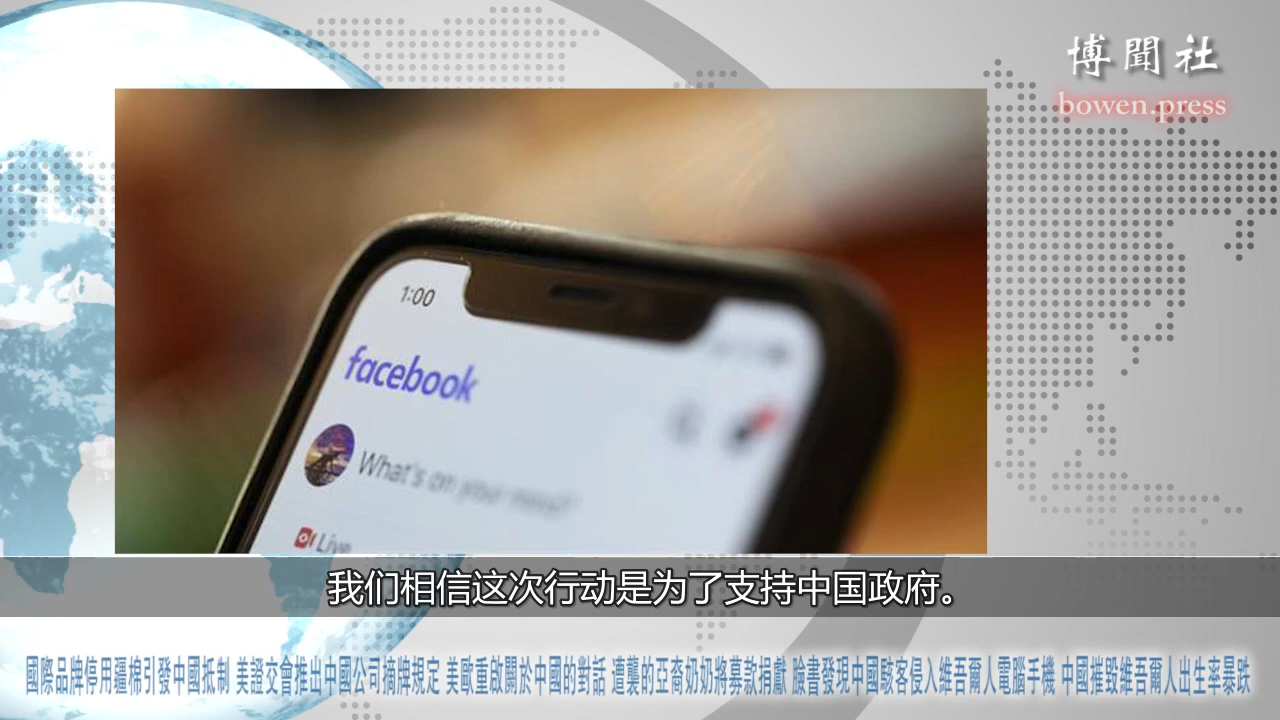 博聞社
bowen.press
1:00
facebook
What's on your mind?
Live
我们相信这次行动是为了支持中国政府。
國際品牌停用疆棉引發中國抵制 美證交會推出中國公司摘牌規定 美歐重啟關於中國的對話 遭襲的亞裔奶奶將募款捐獻 臉書發現中國駭客侵入維吾爾人電腦手機 中國摧毀維吾爾人出生率暴跌